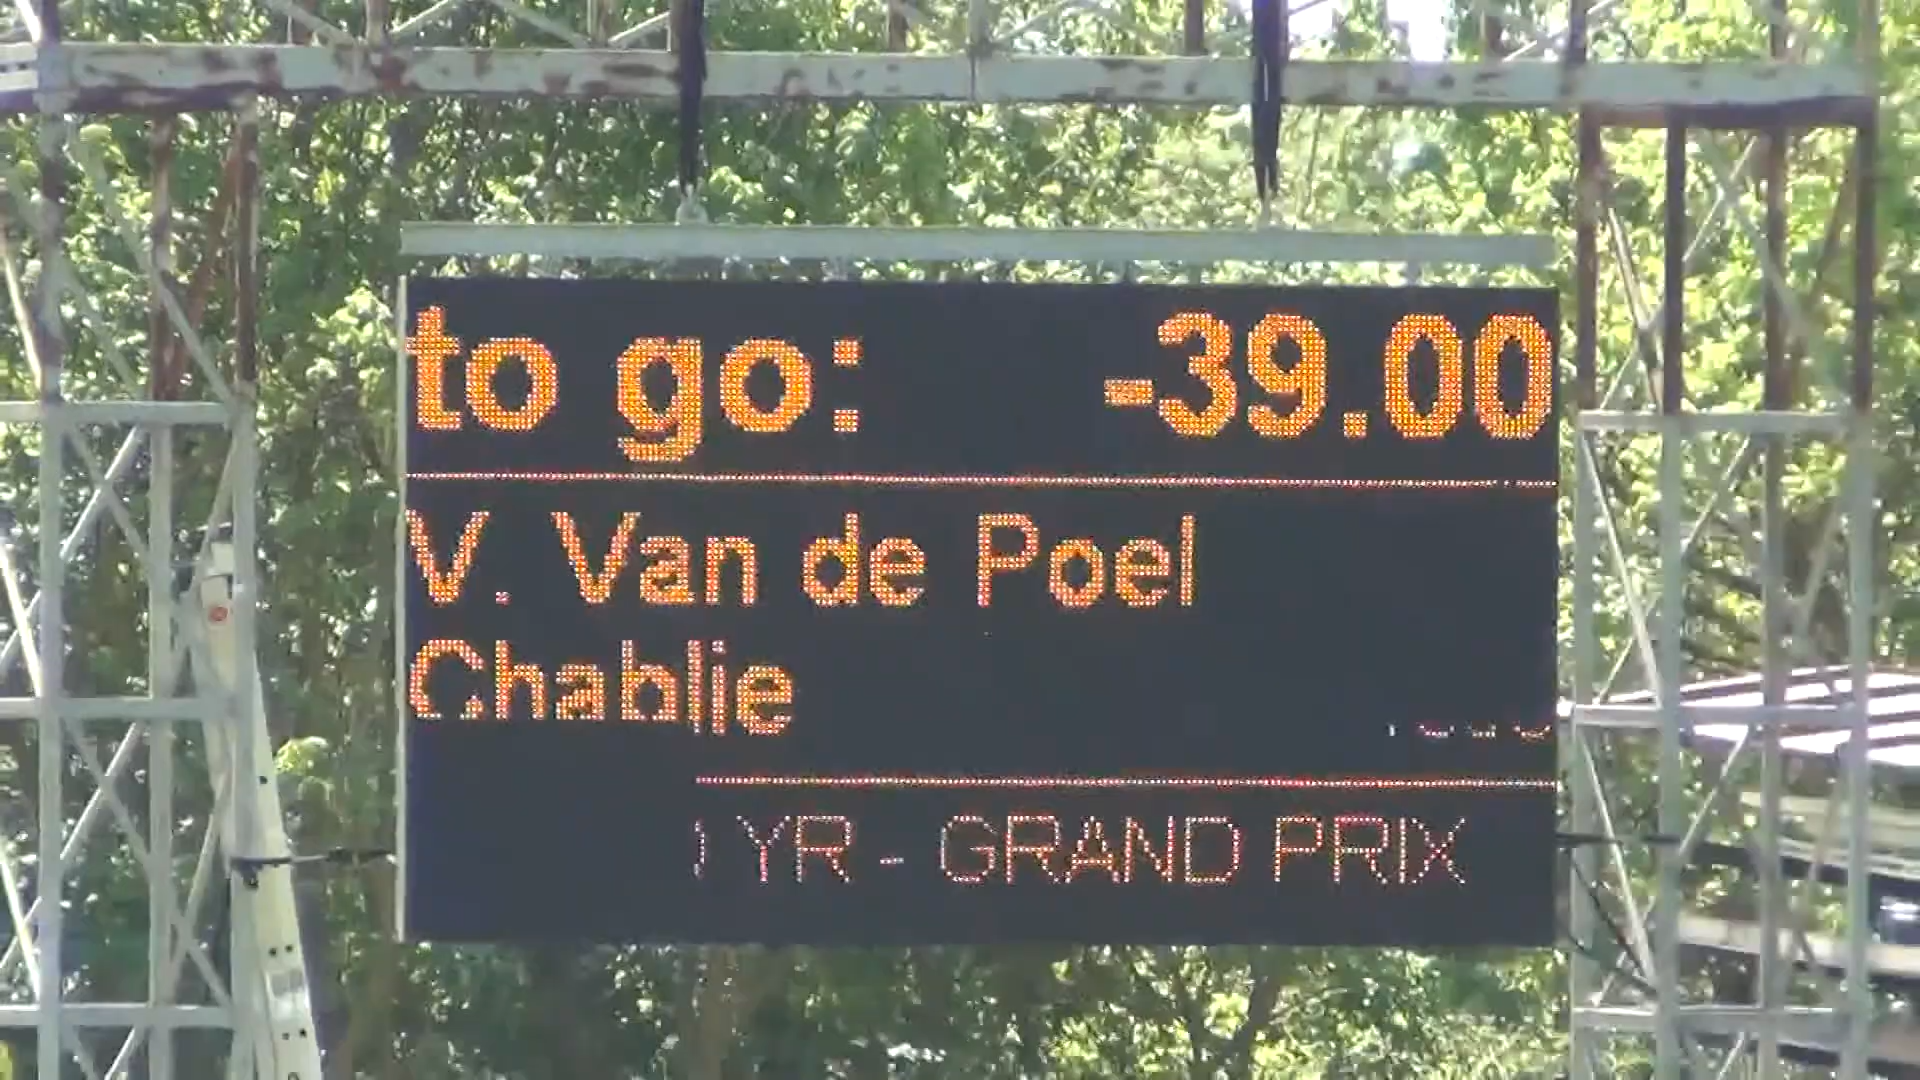 to go: -39.00
V. Van de Poel
Chablie
YR - GRAND PRIX